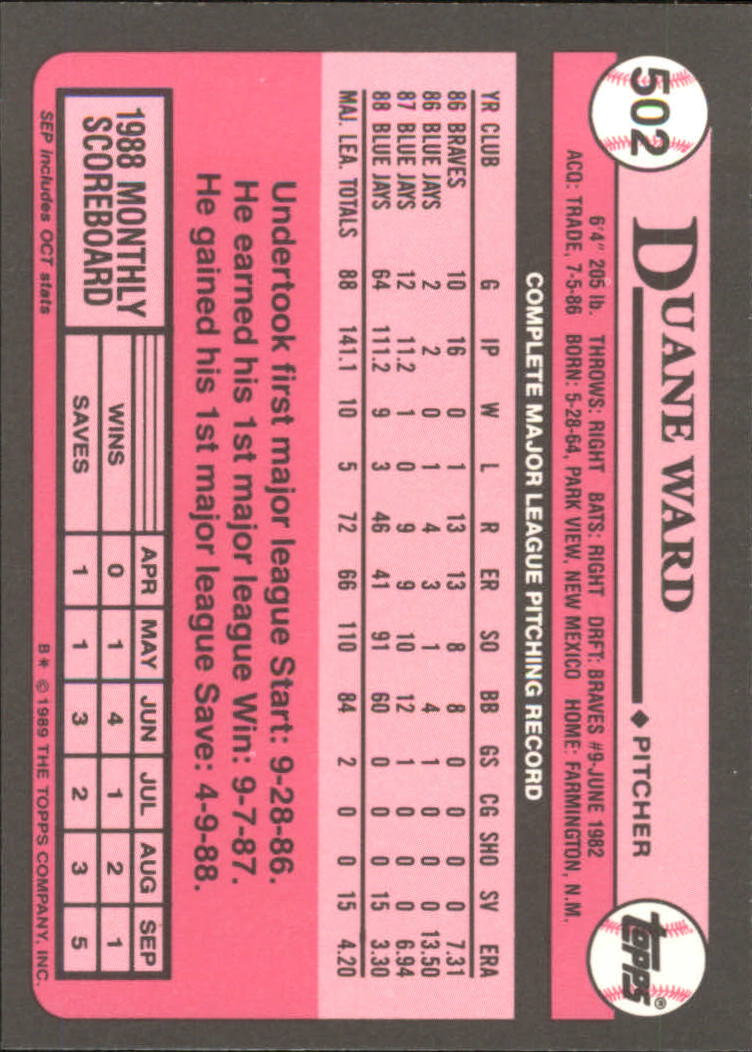 502
DUANE WARD ◆ PITCHER
topps®
6'4" 205 lb. THROWS: RIGHT BATS: RIGHT DRFT: BRAVES #9-JUNE 1982
ACQ: TRADE, 7-5-86 BORN: 5-28-64, PARK VIEW, NEW MEXICO HOME: FARMINGTON, N.M.
COMPLETE MAJOR LEAGUE PITCHING RECORD
YR CLUB G IP W L R ER SO BB GS CG SHO SV ERA
86 BRAVES 10 16 0 1 13 13 8 8 0 0 0 0 7.31
86 BLUE JAYS 2 2 0 1 4 3 1 4 1 0 0 0 13.50
87 BLUE JAYS 12 11.2 1 0 9 9 10 12 1 0 0 0 6.94
88 BLUE JAYS 64 111.2 9 3 46 41 91 60 0 0 0 15 3.30
MAJ. LEA. TOTALS 88 141.1 10 5 72 66 110 84 2 0 0 15 4.20
Undertook first major league Start: 9-28-86.
He earned his 1st major league Win: 9-7-87.
He gained his 1st major league Save: 4-9-88.
1988 MONTHLY
SCOREBOARD
APR MAY JUN JUL AUG SEP
WINS 0 1 4 1 2 1
SAVES 1 1 3 2 3 5
SEP includes OCT stats B* © 1989 THE TOPPS COMPANY, INC.